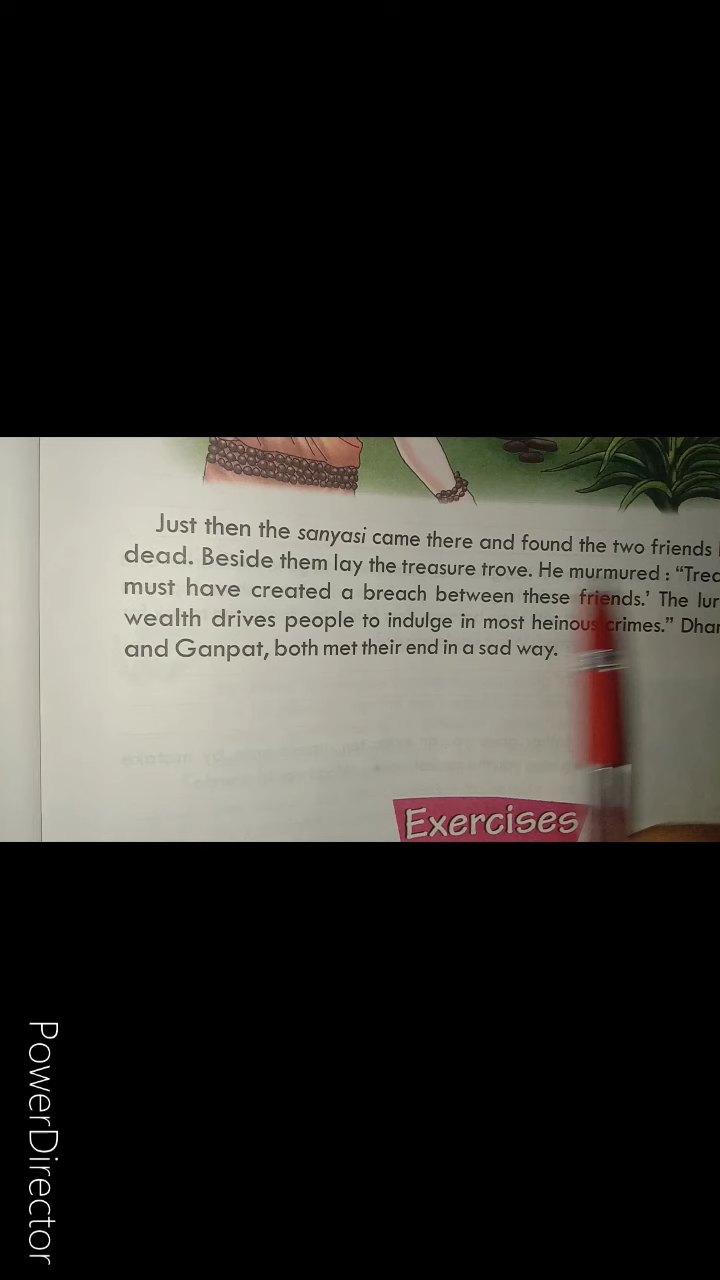 Just then the sanyasi came there and found the two friends
dead. Beside them lay the treasure trove. He murmured : “Trea
must have created a breach between these friends.’ The lur
wealth drives people to indulge in most heinous crimes.” Dhar
and Ganpat, both met their end in a sad way.
Exercises
PowerDirector